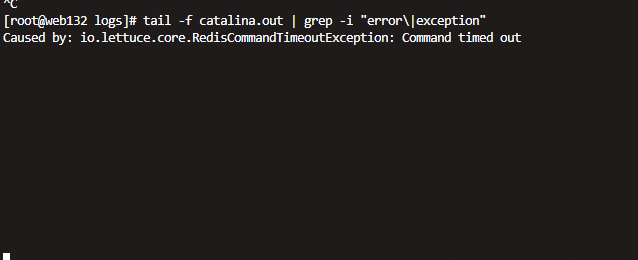 ^C
[root@web132 logs]# tail -f catalina.out | grep -i "error\|exception"
Caused by: io.lettuce.core.RedisCommandTimeoutException: Command timed out